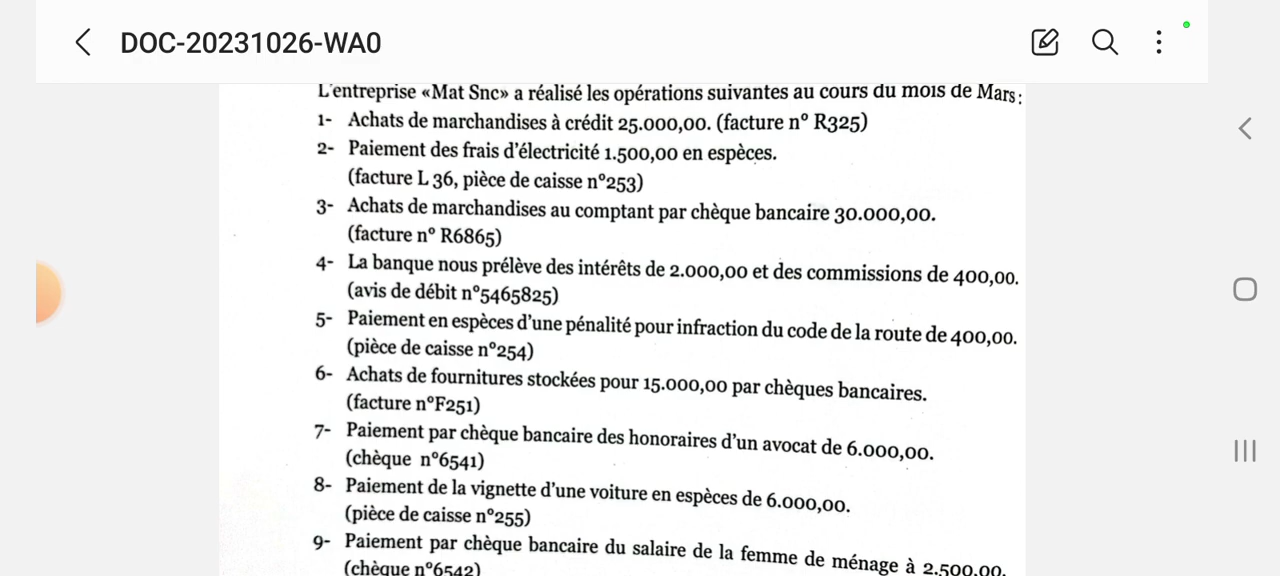 DOC-20231026-WA0
L'entreprise «Mat Snc» a réalisé les opérations suivantes au cours du mois de Mars :
1- Achats de marchandises à crédit 25.000,00. (facture n° R325)
2- Paiement des frais d'électricité 1.500,00 en espèces.
(facture L 36, pièce de caisse n°253)
3- Achats de marchandises au comptant par chèque bancaire 30.000,00.
(facture n° R6865)
4- La banque nous prélève des intérêts de 2.000,00 et des commissions de 400,00.
(avis de débit n°5465825)
5- Paiement en espèces d'une pénalité pour infraction du code de la route de 400,00.
(pièce de caisse n°254)
6- Achats de fournitures stockées pour 15.000,00 par chèques bancaires.
(facture n°F251)
7- Paiement par chèque bancaire des honoraires d'un avocat de 6.000,00.
(chèque n°6541)
8- Paiement de la vignette d'une voiture en espèces de 6.000,00.
(pièce de caisse n°255)
9- Paiement par chèque bancaire du salaire de la femme de ménage à 2.500,00.
(chèque n°6542)